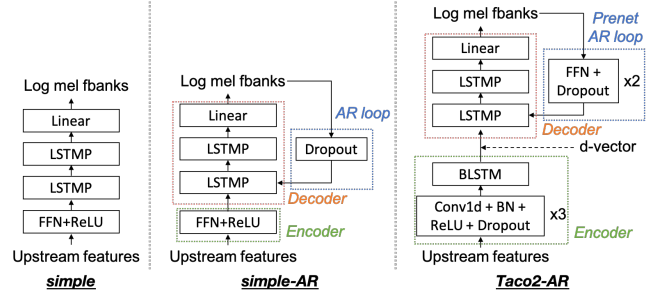 Log mel fbanks
Linear
LSTMP
LSTMP
FFN+ReLU
Upstream features
simple
Log mel fbanks
AR loop
Linear
LSTMP
Dropout
LSTMP
Decoder
FFN+ReLU
Encoder
Upstream features
simple-AR
Log mel fbanks
Prenet
AR loop
Linear
LSTMP
FFN +
Dropout
x2
LSTMP
Decoder
d-vector
BLSTM
Conv1d + BN +
ReLU + Dropout
x3
Encoder
Upstream features
Taco2-AR